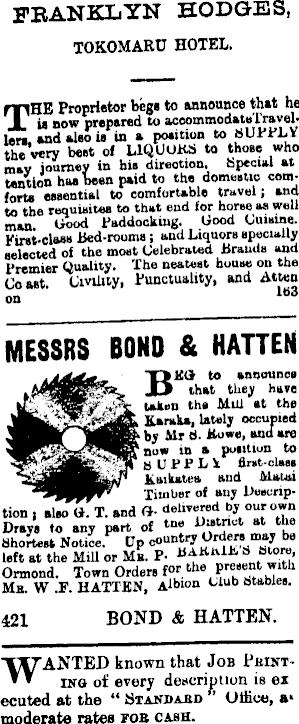 FRANKLYN HODGES,
TOKOMARU HOTEL.
THE Proprietor begs to announce that he
is now prepared to accommodate Travel-
lers, and also is in a position to SUPPLY
the very best of LIQUORS to those who
may journey in his direction. Special at
tention has been paid to the domestic com-
forts essential to comfortable travel; and
to the requisites to that end for horse as well
man. Good Paddocking. Good Cuisine.
First-class Bed-rooms; and Liquors specially
selected of the most Celebrated Brands and
Premier Quality. The neatest house on the
Coast. Civility, Punctuality, and Atten
on 163
MESSRS BOND & HATTEN
BEG to announce
that they have
taken the Mill at the
Karaka, lately occupied
by Mr S. Rowe, and are
now in a position to
SUPPLY first-class
Kaikatea and Matai
Timber of any Descrip-
tion; also G. T. and G. delivered by our own
Drays to any part of the District at the
Shortest Notice. Up country Orders may be
left at the Mill or MR. P. BARRIE'S Store,
Ormond. Town Orders for the present with
MR. W .F. HATTEN, Albion Club Stables.
421 BOND & HATTEN.
WANTED known that JOB PRINT-
ING of every description is ex
ecuted at the "STANDARD" Office, at
moderate rates FOR CASH.